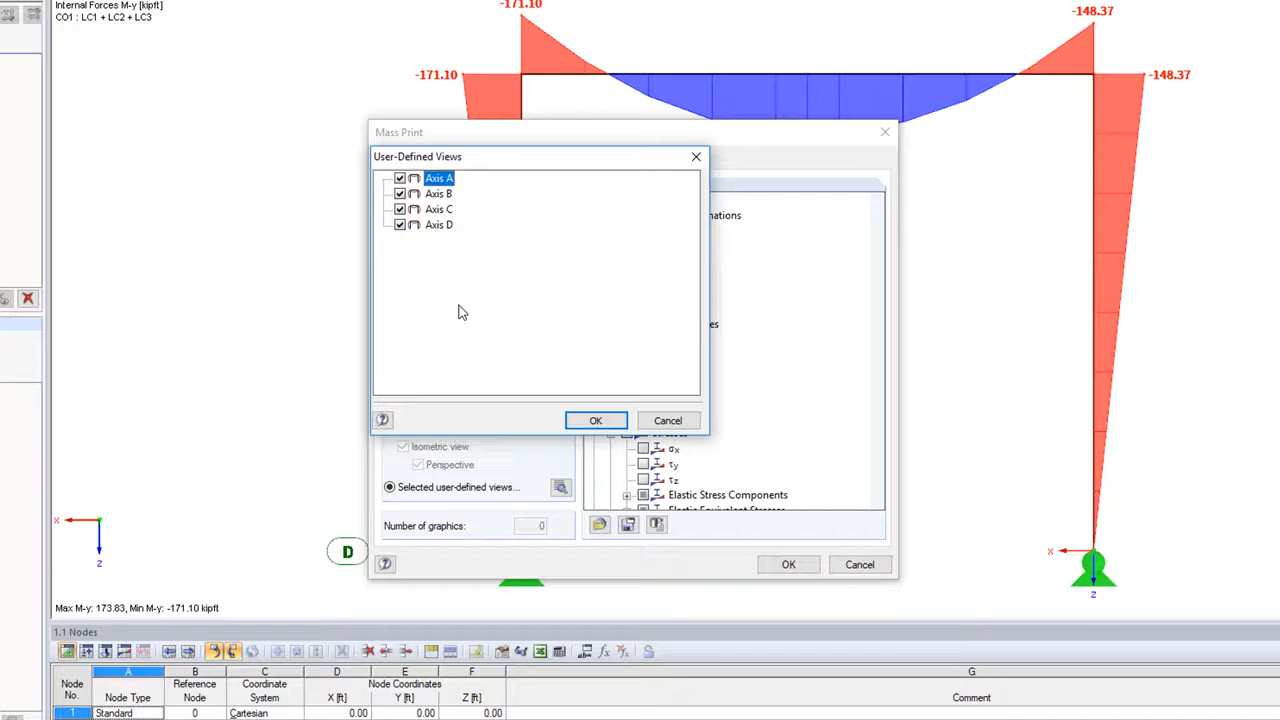 Internal Forces M-y [kipft]
CO1 : LC1 + LC2 + LC3
-171.10
-148.37
-171.10
-148.37
Mass Print
User-Defined Views
Axis A
Axis B
Axis C
Axis D
OK
Cancel
Isometric view
Perspective
Selected user-defined views...
Number of graphics:
0
σx
τy
τz
Elastic Stress Components
OK
Cancel
D
x
z
x
z
Max M-y: 173.83, Min M-y: -171.10 kipft
1.1 Nodes
A B C D E F G
Node Reference Coordinate Node Coordinates
No. Node Type Node System X [ft] Y [ft] Z [ft] Comment
1 Standard 0 Cartesian 0.00 0.00 0.00